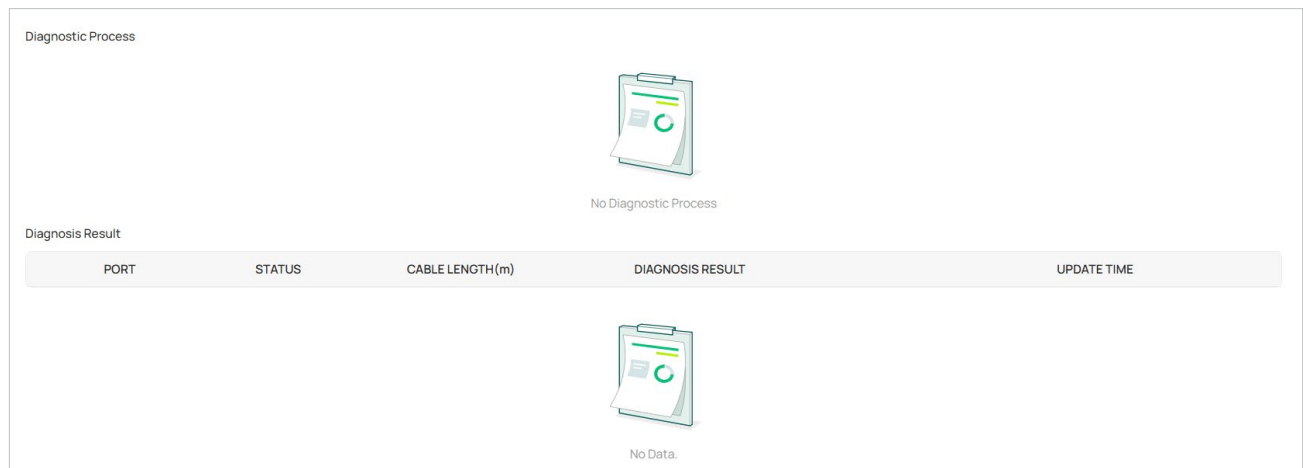 Diagnostic Process
No Diagnostic Process
Diagnosis Result
PORT STATUS CABLE LENGTH(m) DIAGNOSIS RESULT UPDATE TIME
No Data.